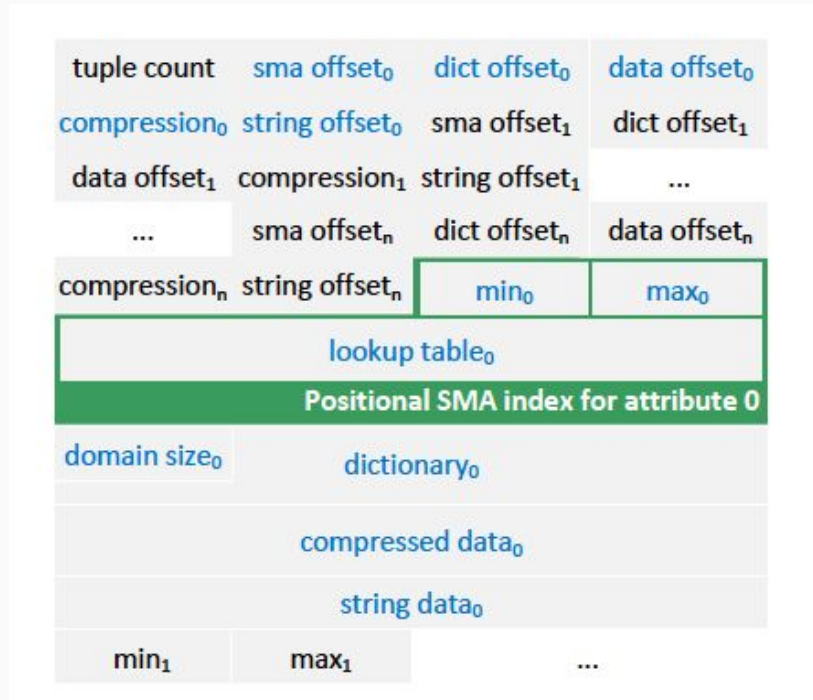 tuple count sma offset₀ dict offset₀ data offset₀
compression₀ string offset₀ sma offset₁ dict offset₁
data offset₁ compression₁ string offset₁ ...
... sma offsetₙ dict offsetₙ data offsetₙ
compressionₙ string offsetₙ min₀ max₀
lookup table₀
Positional SMA index for attribute 0
domain size₀ dictionary₀
compressed data₀
string data₀
min₁ max₁ ...